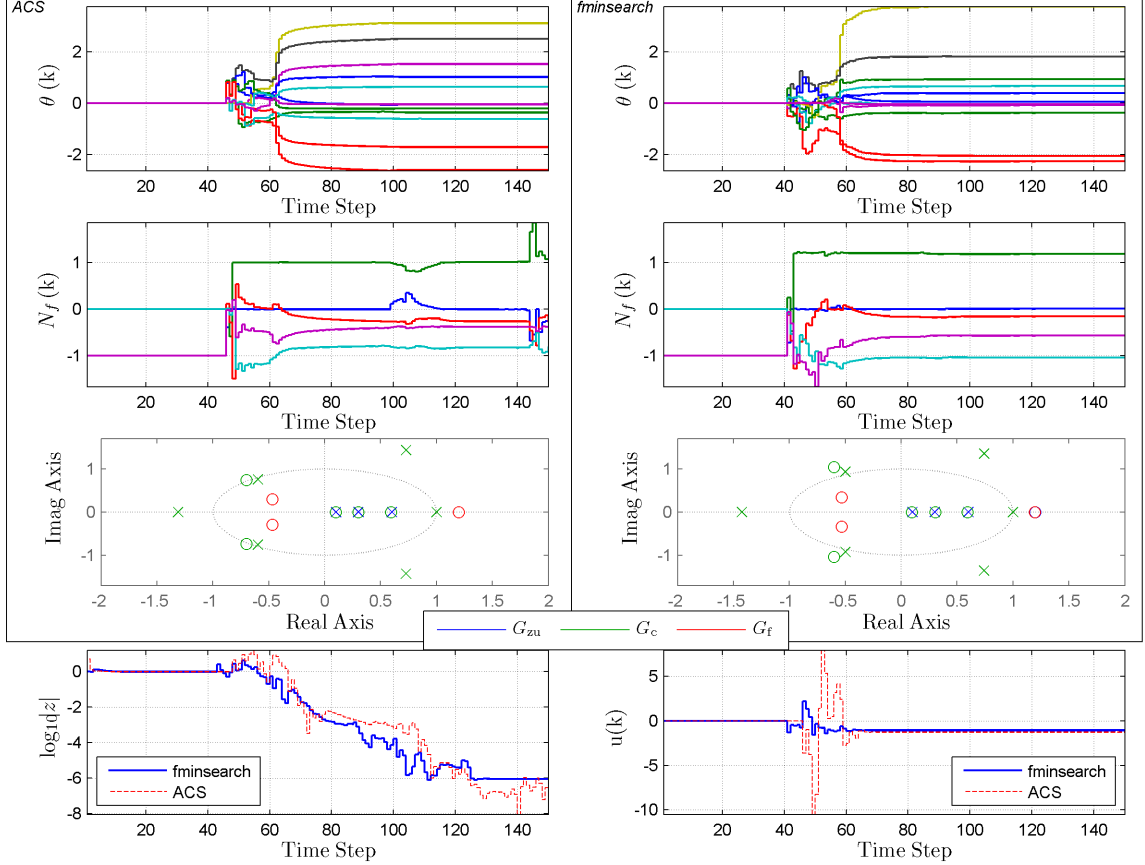 ACS
fminsearch
θ (k)
2
0
-2
20 40 60 80 100 120 140
Time Step
θ (k)
2
0
-2
20 40 60 80 100 120 140
Time Step
N_f (k)
1
0
-1
20 40 60 80 100 120 140
Time Step
N_f (k)
1
0
-1
20 40 60 80 100 120 140
Time Step
Imag Axis
1
0
-1
-2 -1.5 -1 -0.5 0 0.5 1 1.5 2
Real Axis
Imag Axis
1
0
-1
-2 -1.5 -1 -0.5 0 0.5 1 1.5 2
Real Axis
G_zu G_c G_f
log₁₀|z|
0
-2
-4
-6
-8
fminsearch
ACS
20 40 60 80 100 120 140
Time Step
u(k)
5
0
-5
-10
fminsearch
ACS
20 40 60 80 100 120 140
Time Step